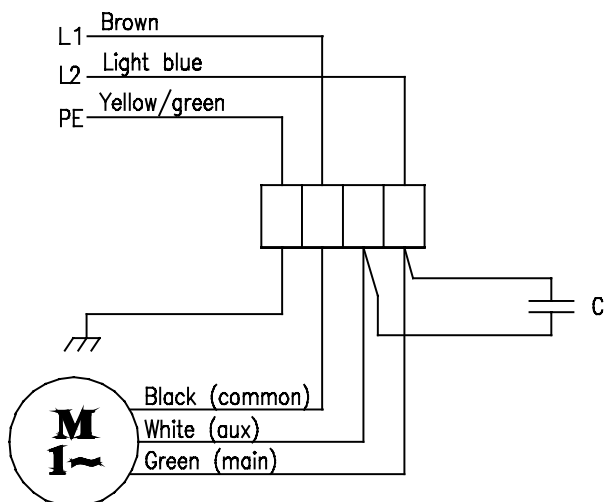 L1 Brown
L2 Light blue
PE Yellow/green
C
Black (common)
White (aux)
Green (main)
M
1~